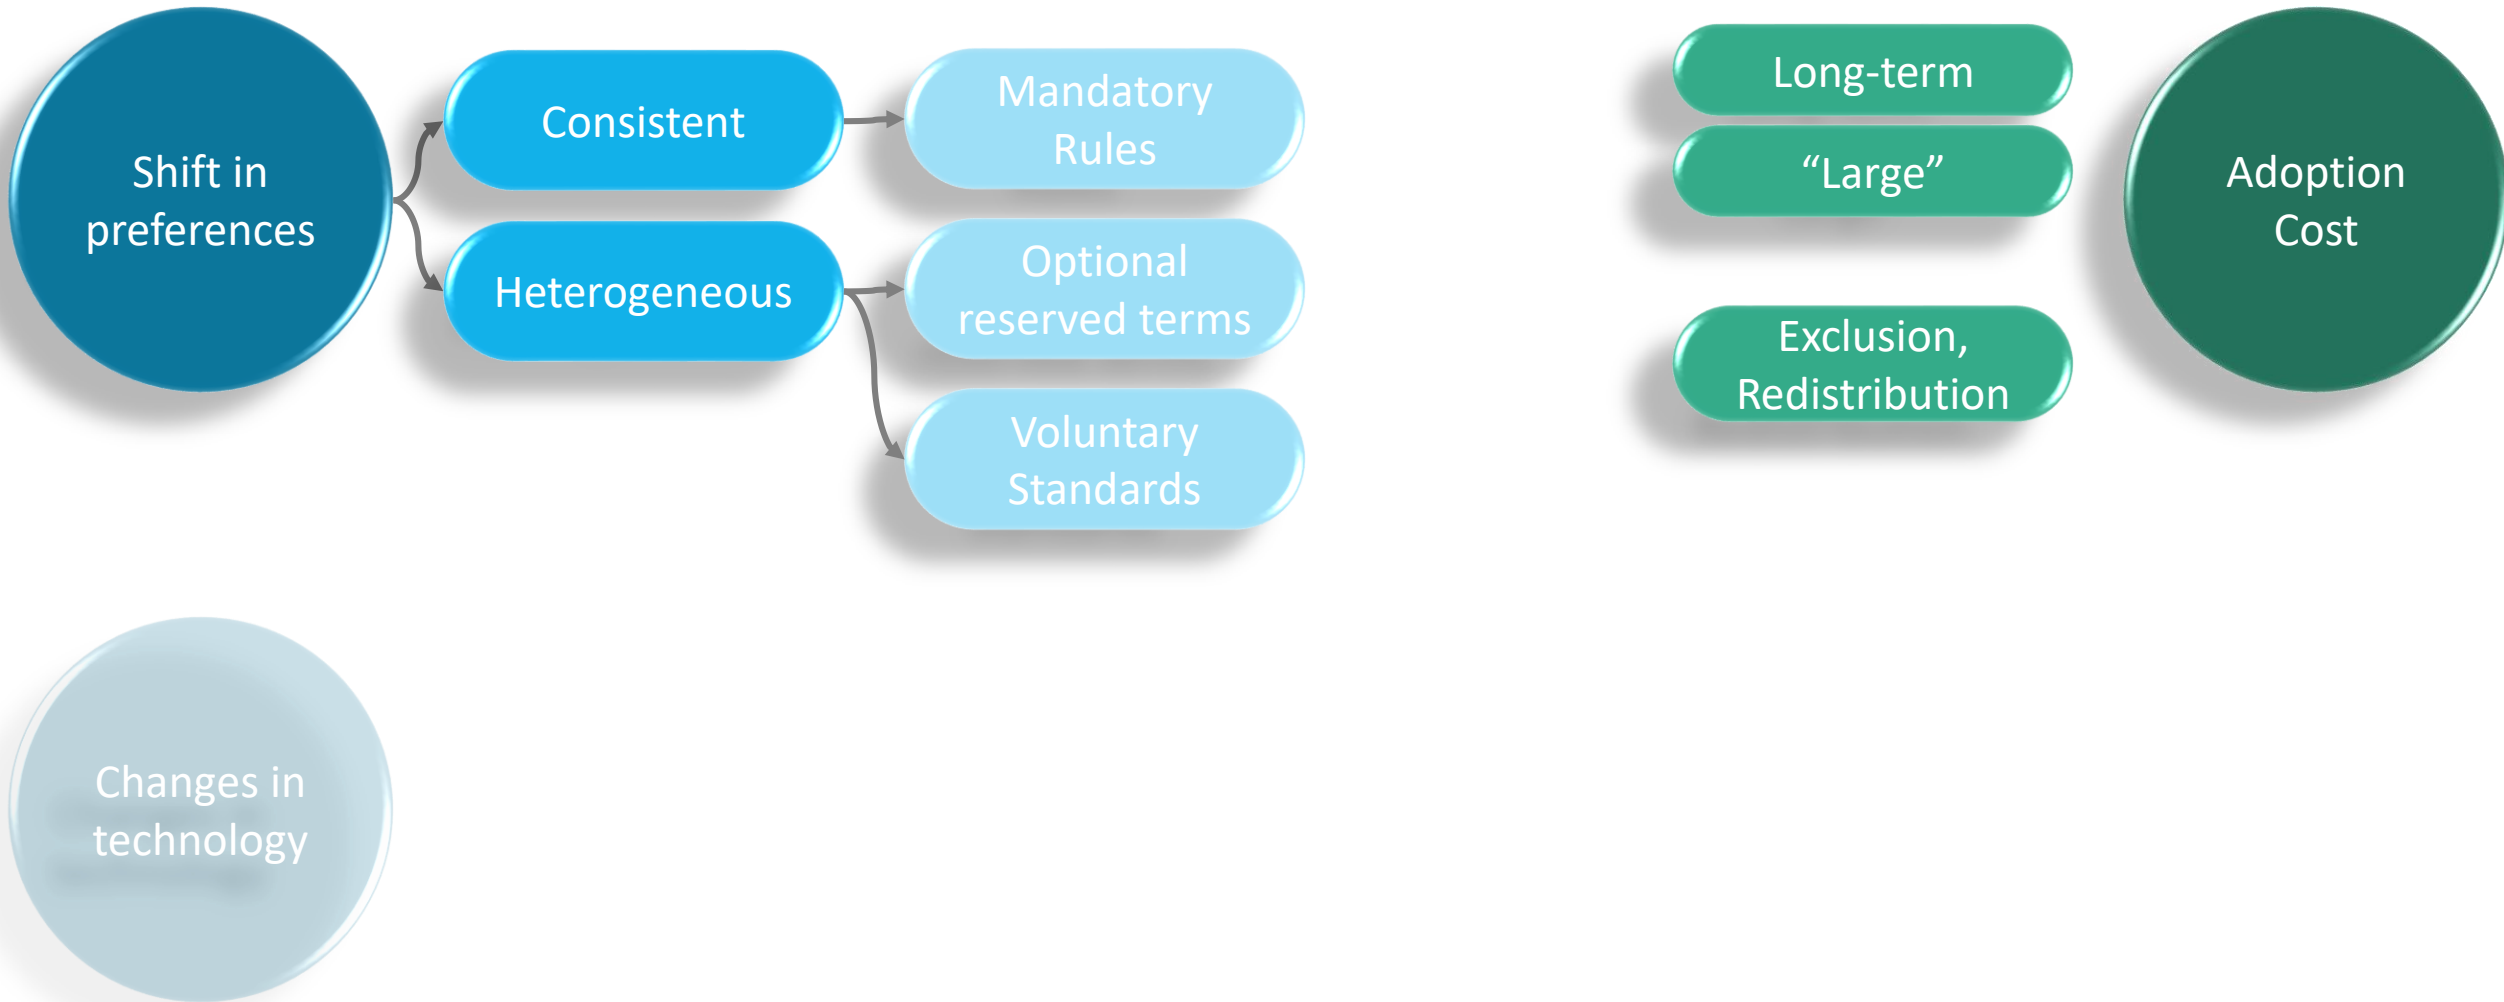 Shift in
preferences
Consistent
Heterogeneous
Mandatory
Rules
Optional
reserved terms
Voluntary
Standards
Long-term
“Large”
Exclusion,
Redistribution
Adoption
Cost
Changes in
technology